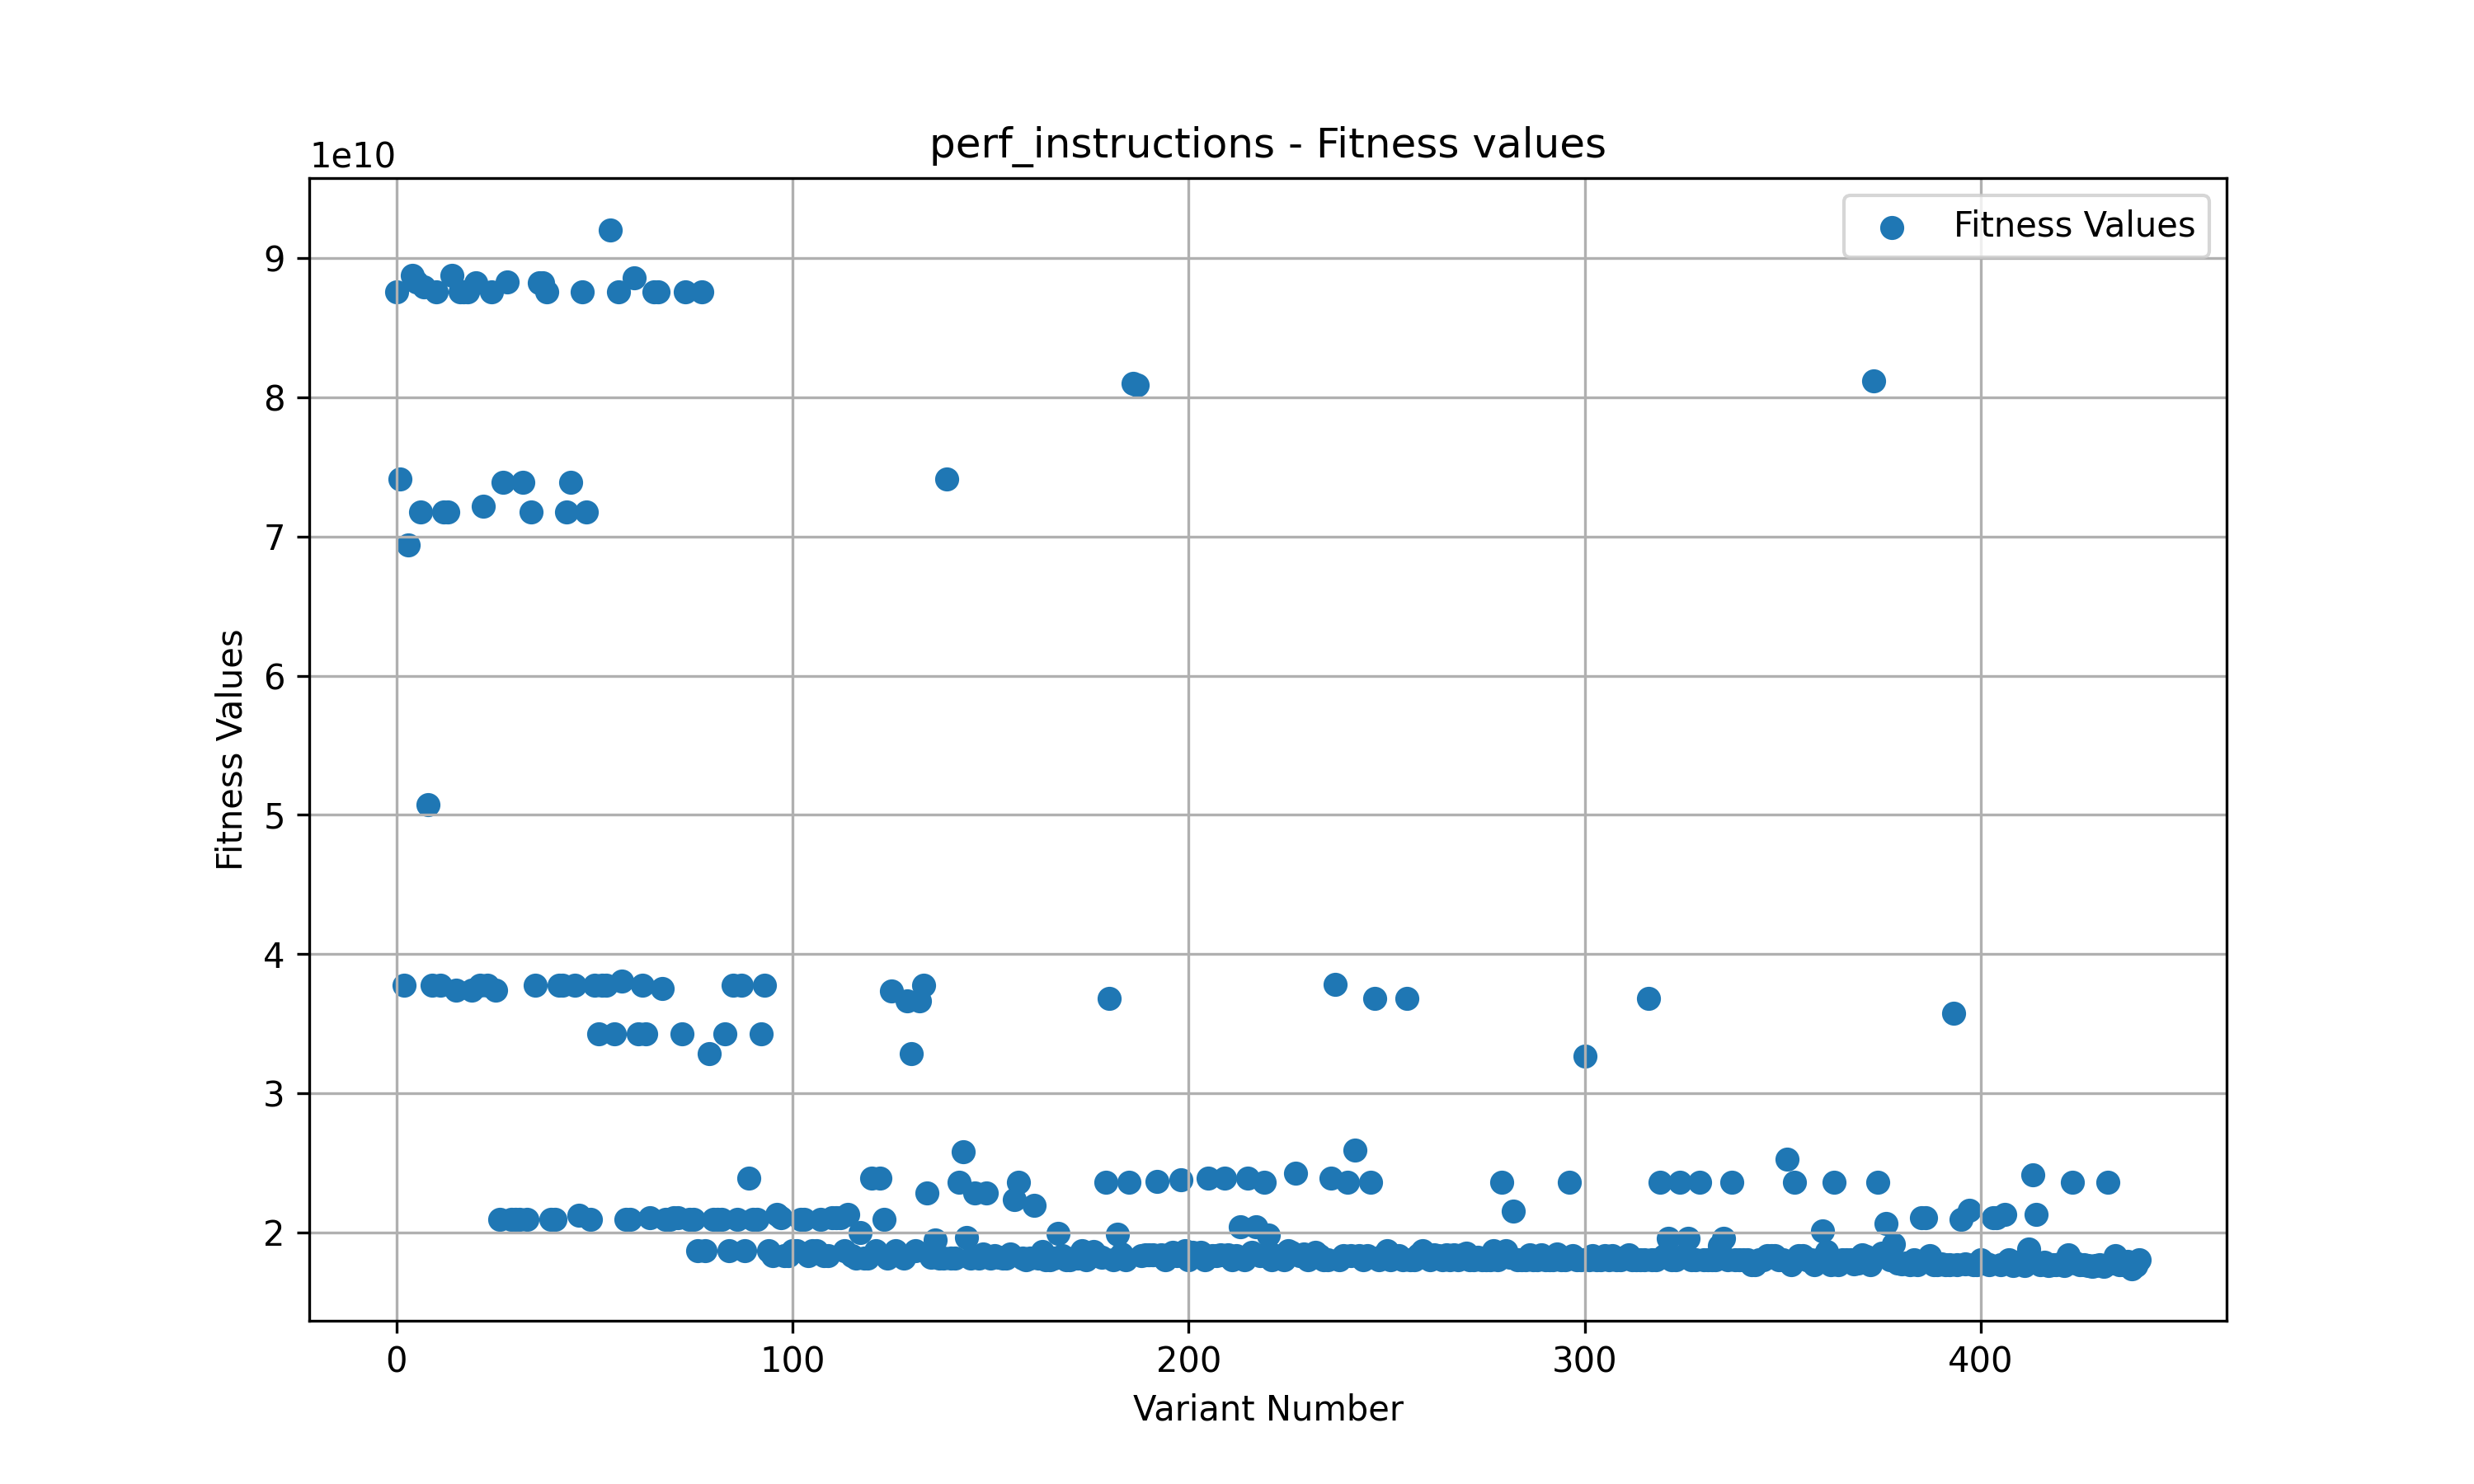 perf_instructions - Fitness values
1e10
Fitness Values
9
8
7
6
5
4
3
2
Fitness Values
0 100 200 300 400
Variant Number